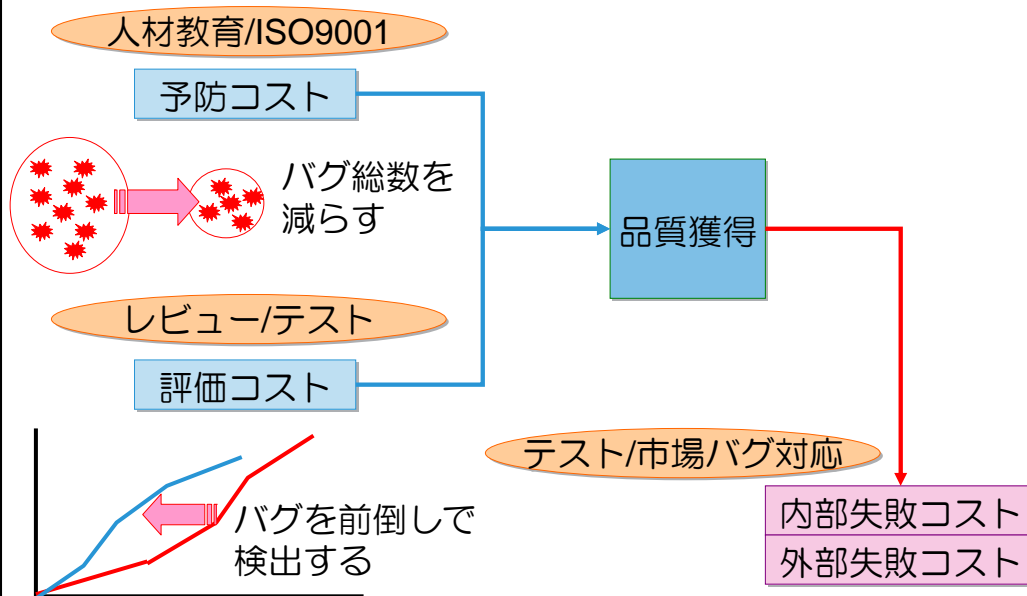 人材教育/ISO9001
予防コスト
バグ総数を
減らす
品質獲得
レビュー/テスト
評価コスト
テスト/市場バグ対応
バグを前倒しで
検出する
内部失敗コスト
外部失敗コスト